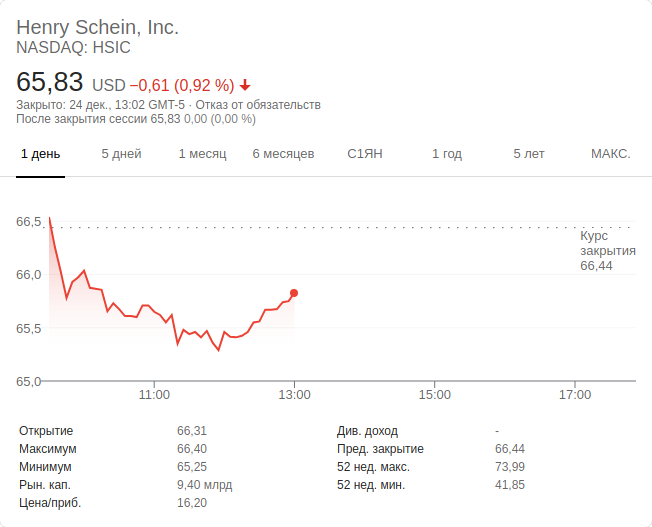 Henry Schein, Inc.
NASDAQ: HSIC
65,83 USD −0,61 (0,92 %)
Закрыто: 24 дек., 13:02 GMT-5 · Отказ от обязательств
После закрытия сессии 65,83 0,00 (0,00 %)
1 день 5 дней 1 месяц 6 месяцев С1ЯН 1 год 5 лет МАКС.
66,5
Курс
закрытия
66,44
66,0
65,5
65,0
11:00 13:00 15:00 17:00
Открытие 66,31 Див. доход -
Максимум 66,40 Пред. закрытие 66,44
Минимум 65,25 52 нед. макс. 73,99
Рын. кап. 9,40 млрд 52 нед. мин. 41,85
Цена/приб. 16,20